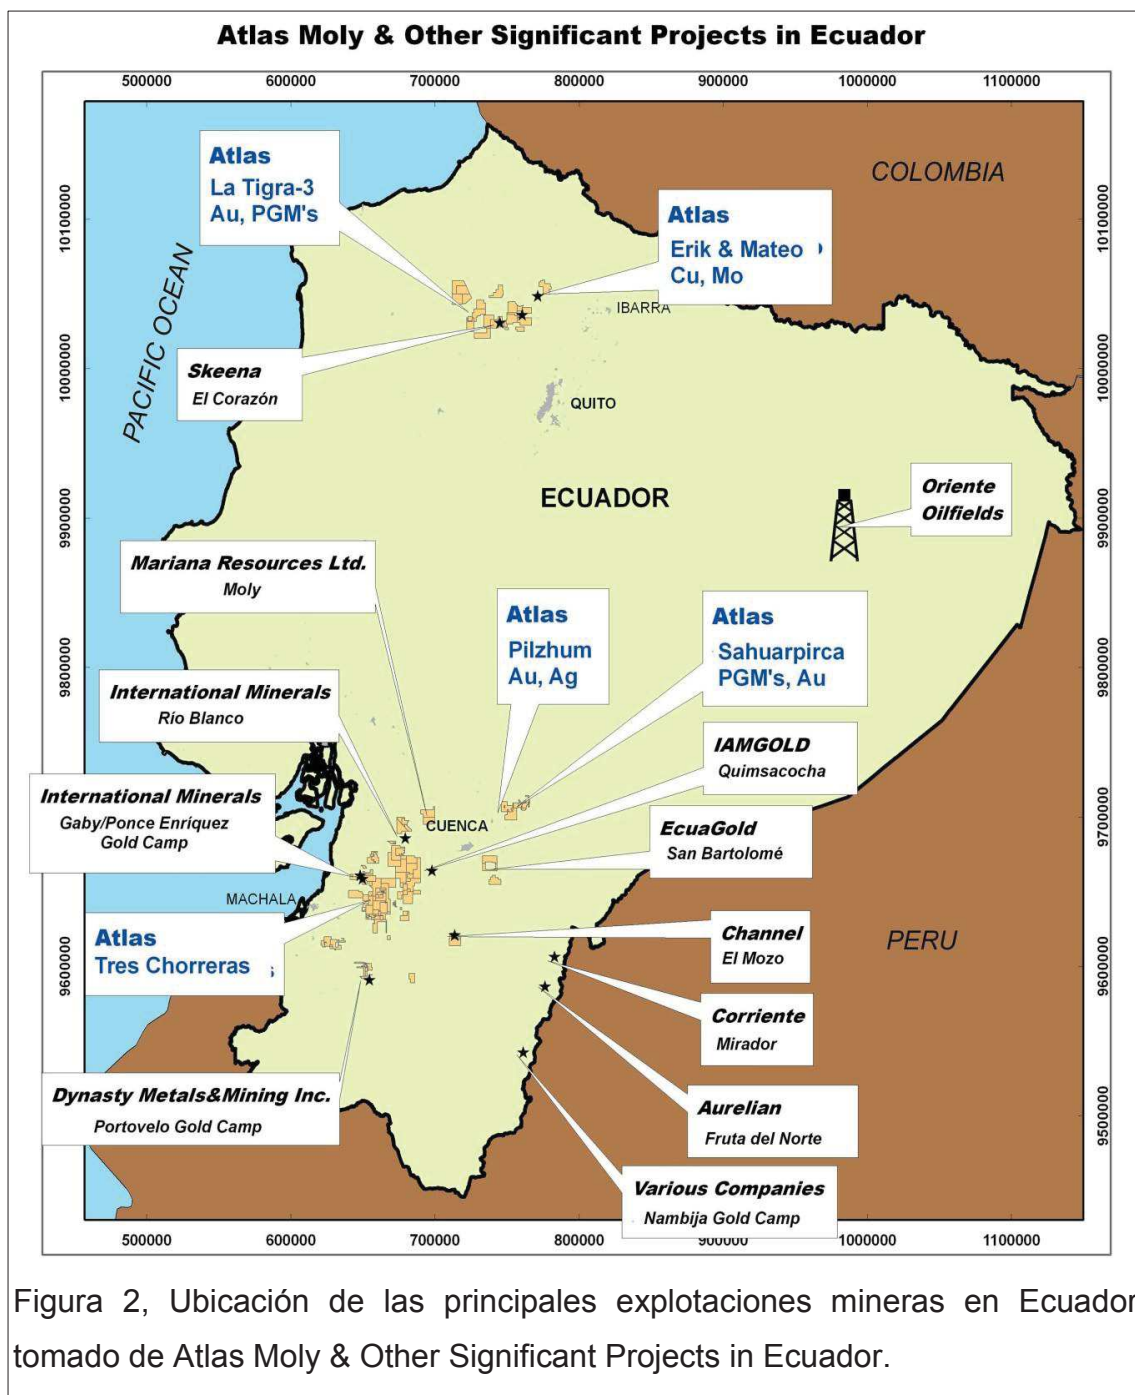 Atlas Moly & Other Significant Projects in Ecuador
500000 600000 700000 800000 900000 1000000 1100000
10100000
10000000
9900000
9800000
9700000
9600000
9500000
10100000
10000000
9900000
9800000
9700000
9600000
9500000
COLOMBIA
PACIFIC OCEAN
Atlas
La Tigra-3
Au, PGM's
Atlas
Erik & Mateo
Cu, Mo
IBARRA
Skeena
El Corazón
QUITO
ECUADOR
Oriente
Oilfields
Mariana Resources Ltd.
Moly
Atlas
Pilzhum
Au, Ag
Atlas
Sahuarpirca
PGM's, Au
International Minerals
Río Blanco
IAMGOLD
Quimsacocha
International Minerals
Gaby/Ponce Enríquez
Gold Camp
CUENCA
EcuaGold
San Bartolomé
MACHALA
Atlas
Tres Chorreras
Channel
El Mozo
PERU
Corriente
Mirador
Dynasty Metals&Mining Inc.
Portovelo Gold Camp
Aurelian
Fruta del Norte
Various Companies
Nambija Gold Camp
500000 600000 700000 800000 900000 1000000 1100000
Figura 2, Ubicación de las principales explotaciones mineras en Ecuador
tomado de Atlas Moly & Other Significant Projects in Ecuador.